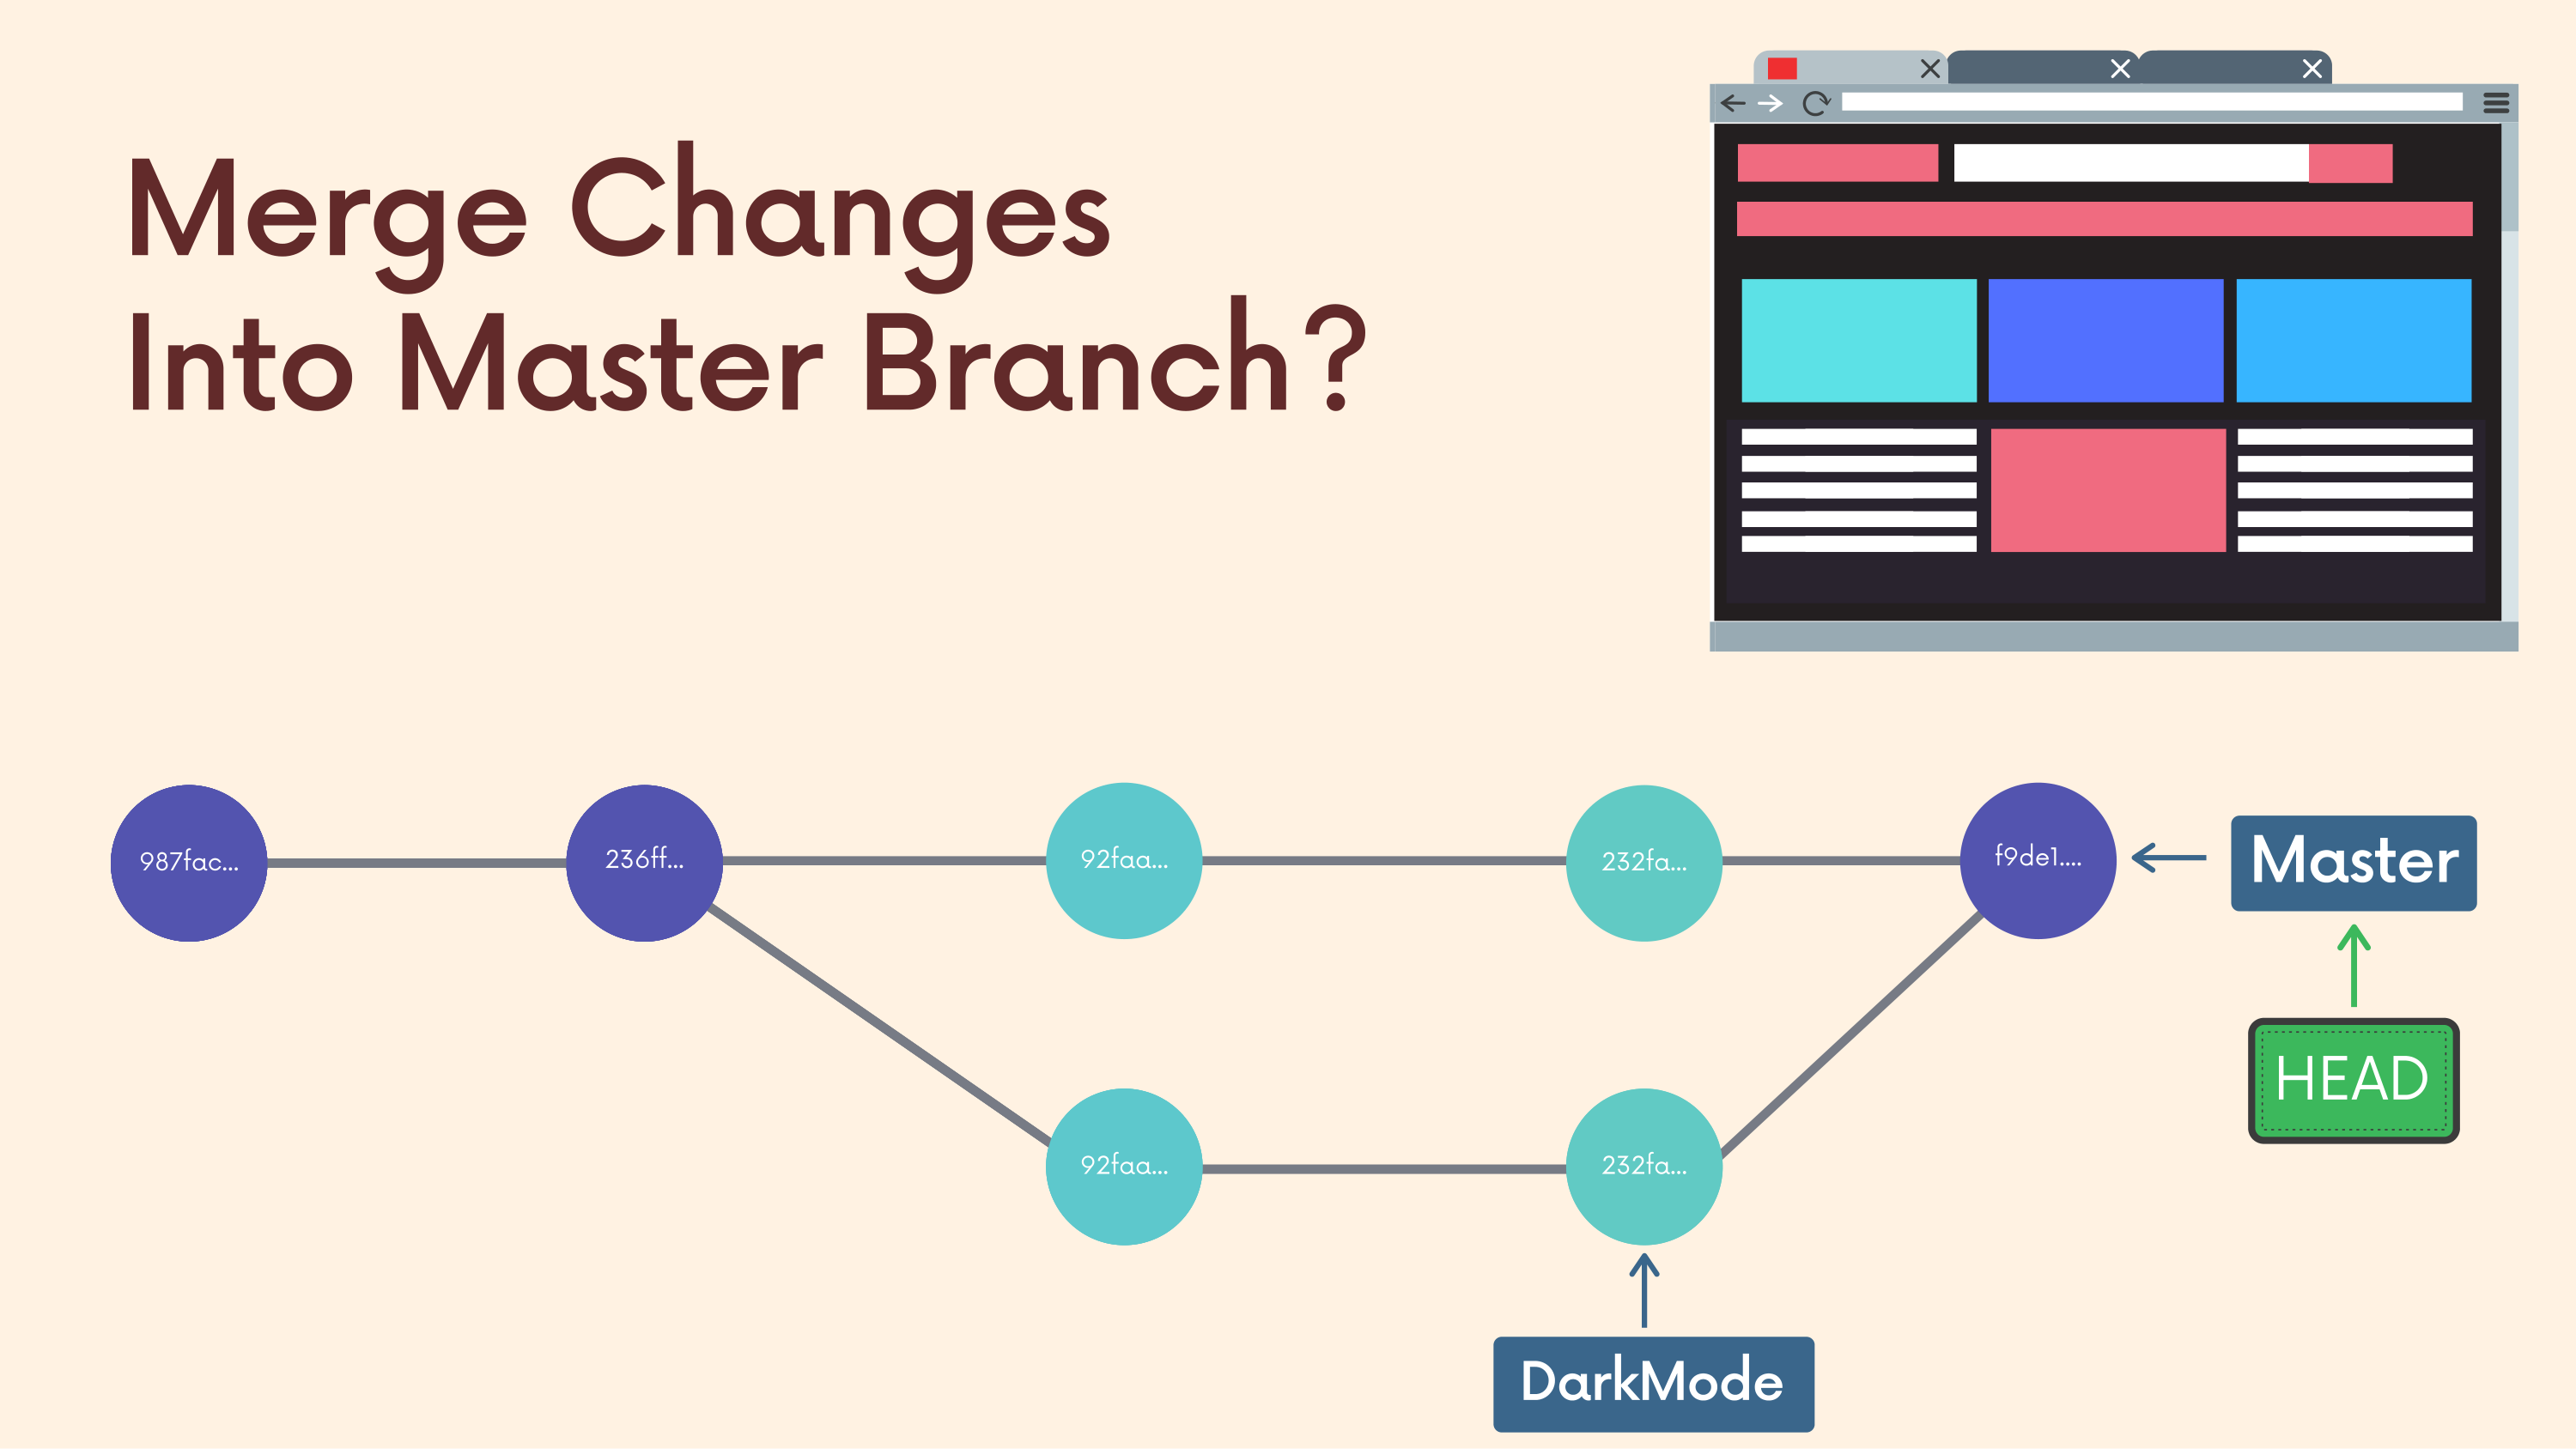 Merge Changes
Into Master Branch?
987fac...
236ff...
92faa...
232fa...
f9de1....
Master
HEAD
92faa...
232fa...
DarkMode